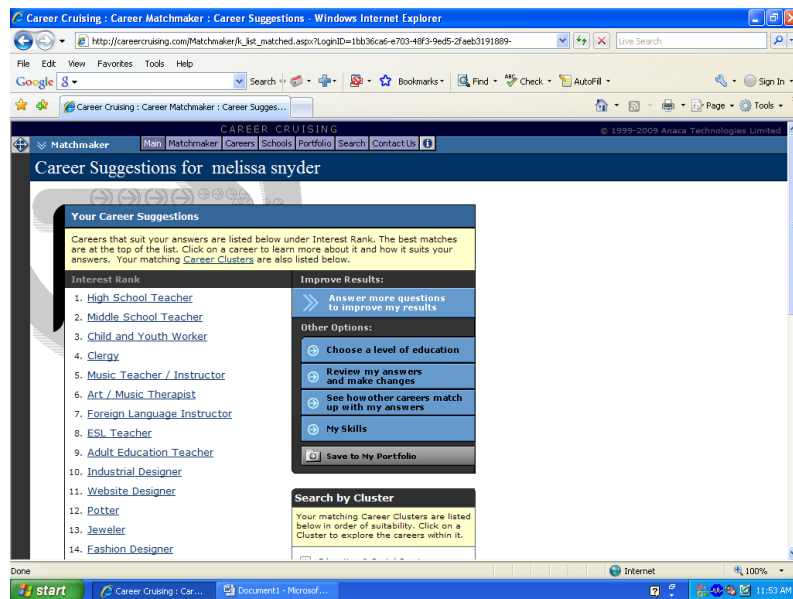 Career Cruising : Career Matchmaker : Career Suggestions - Windows Internet Explorer
http://careercruising.com/Matchmaker/k_list_matched.aspx?LoginID=1bb36ca6-e703-48f3-9ed5-2faeb3191889-
Live Search
File Edit View Favorites Tools Help
Google Search Bookmarks Find Check AutoFill Sign In
Career Cruising : Career Matchmaker : Career Sugges... Page Tools
CAREER CRUISING © 1999-2009 Anaca Technologies Limited
Matchmaker Main Matchmaker Careers Schools Portfolio Search Contact Us
Career Suggestions for melissa snyder
Your Career Suggestions
Careers that suit your answers are listed below under Interest Rank. The best matches
are at the top of the list. Click on a career to learn more about it and how it suits your
answers. Your matching Career Clusters are also listed below.
Interest Rank
1. High School Teacher
2. Middle School Teacher
3. Child and Youth Worker
4. Clergy
5. Music Teacher / Instructor
6. Art / Music Therapist
7. Foreign Language Instructor
8. ESL Teacher
9. Adult Education Teacher
10. Industrial Designer
11. Website Designer
12. Potter
13. Jeweler
14. Fashion Designer
Improve Results:
Answer more questions
to improve my results
Other Options:
Choose a level of education
Review my answers
and make changes
See how other careers match
up with my answers
My Skills
Save to My Portfolio
Search by Cluster
Your matching Career Clusters are listed
below in order of suitability. Click on a
Cluster to explore the careers within it.
Done Internet 100%
start Career Cruising : Car... Document1 - Microsof... 11:53 AM